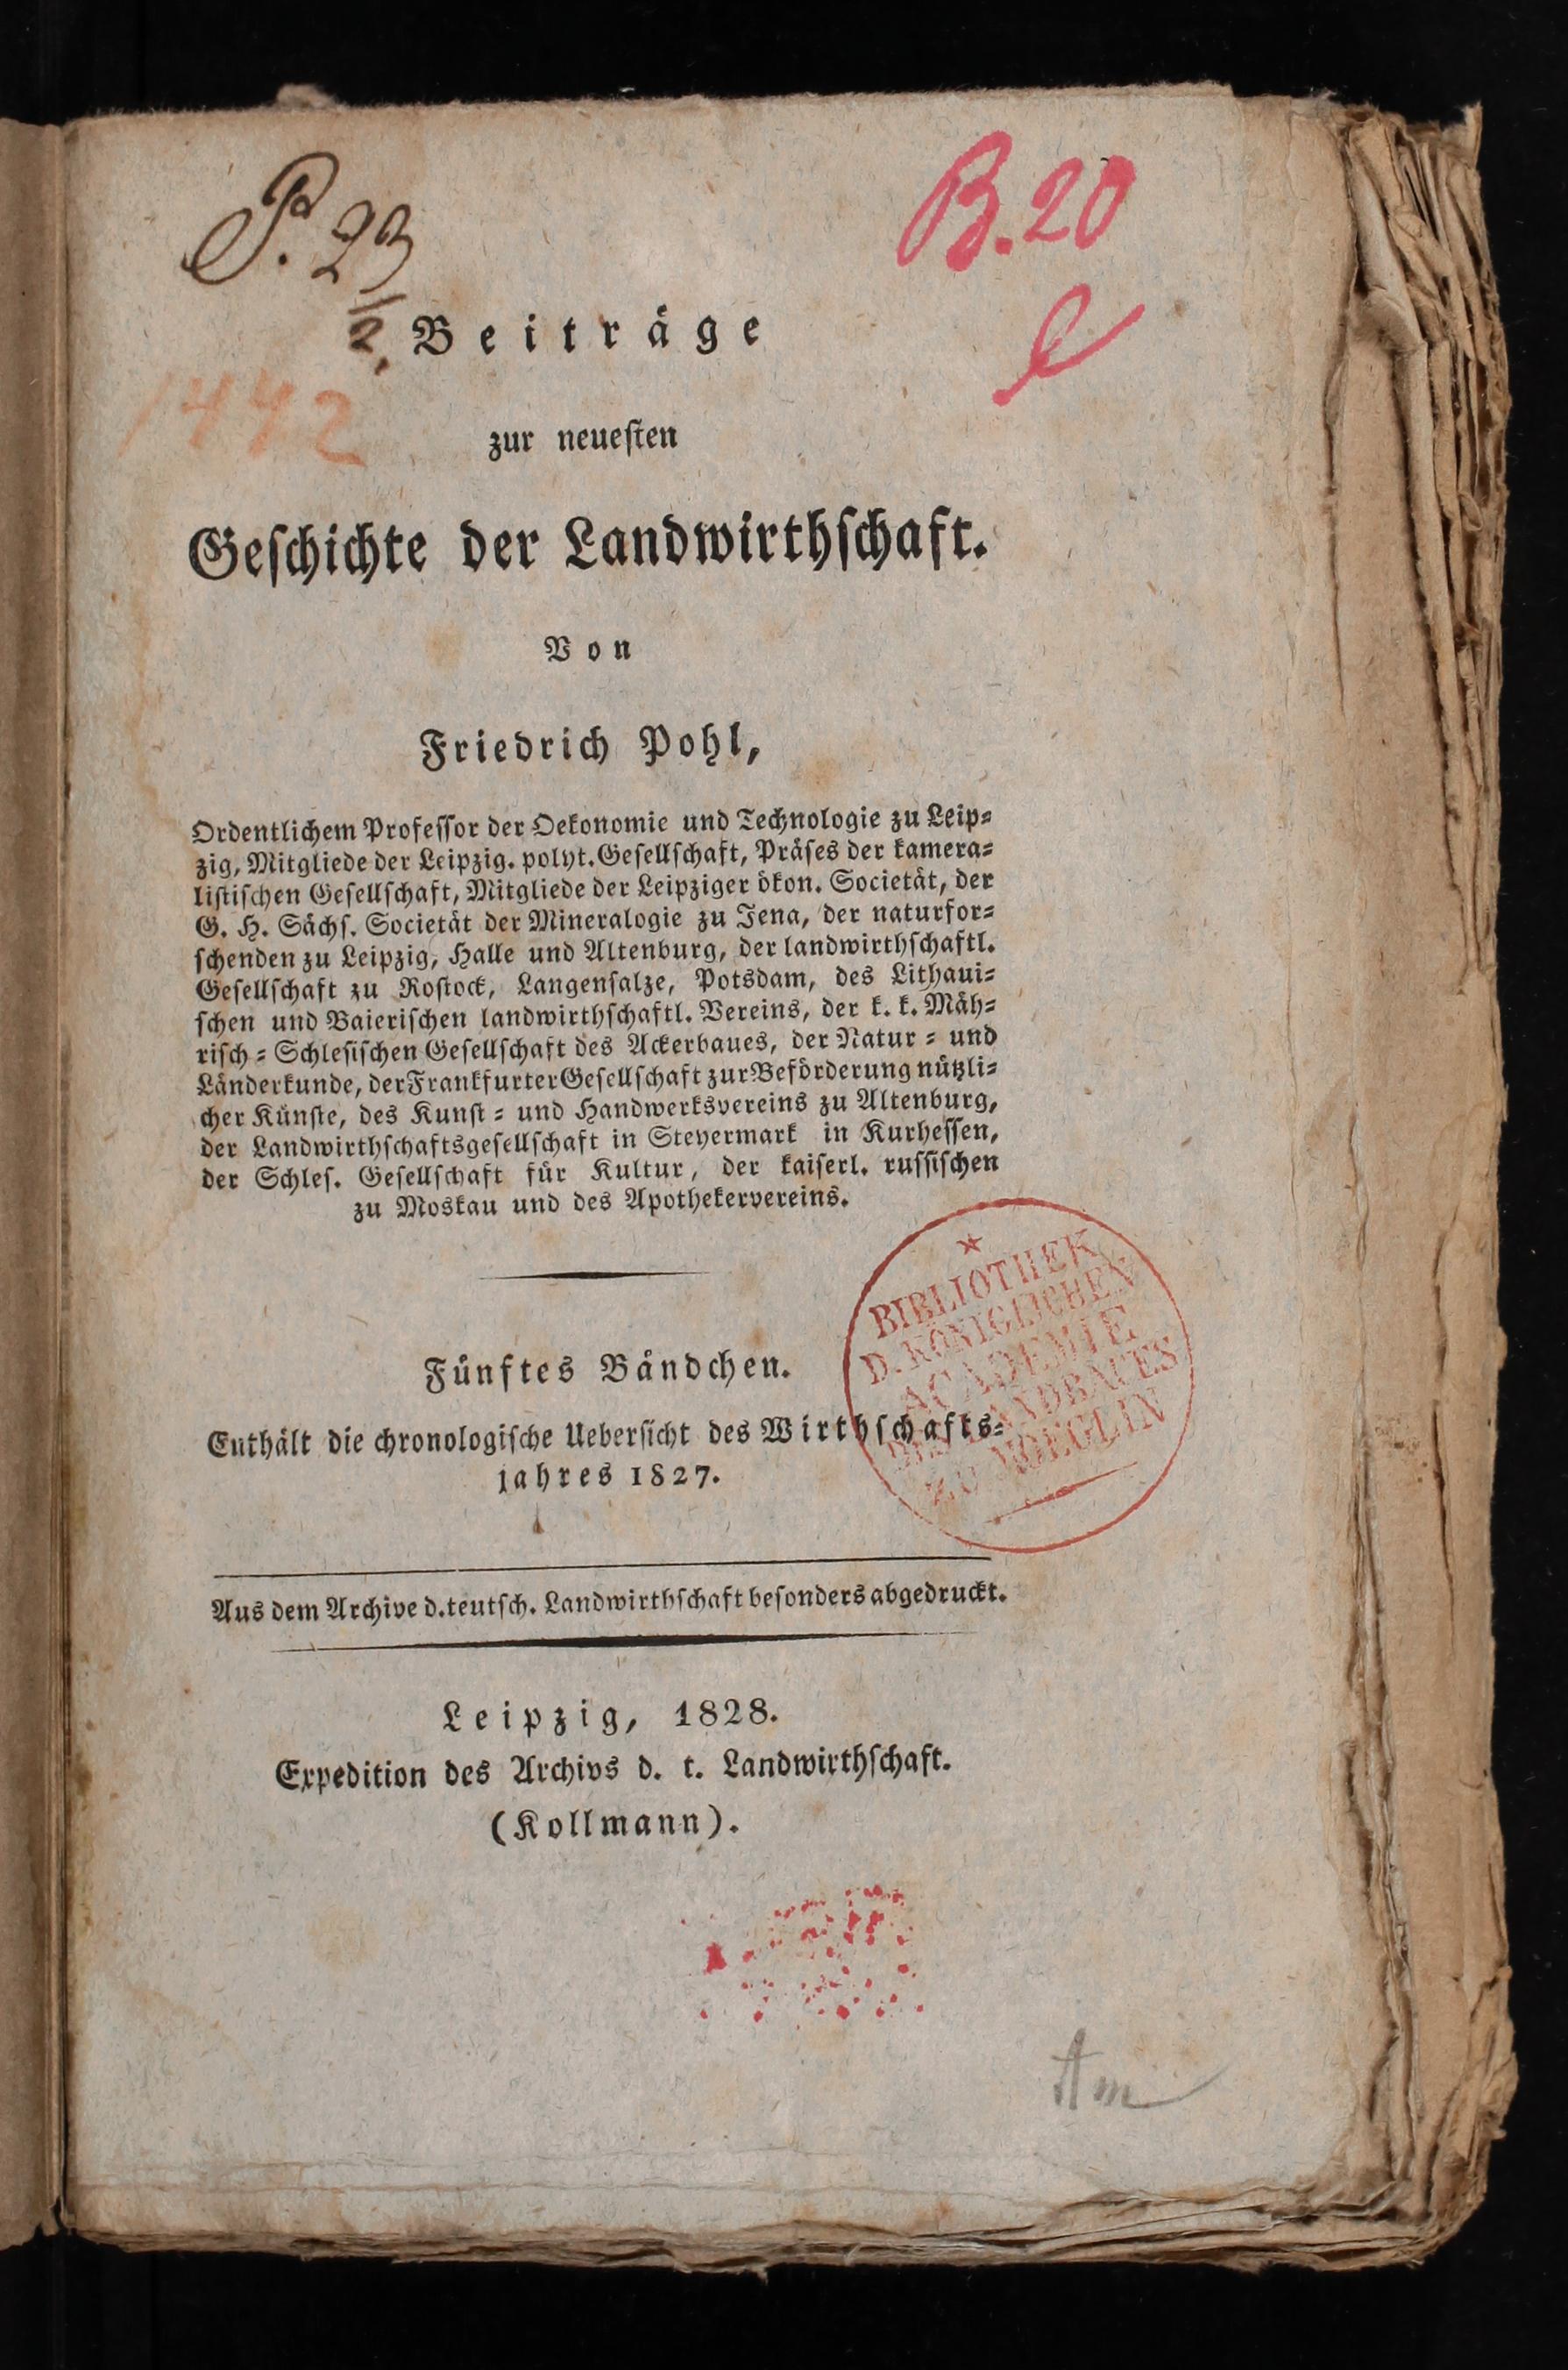 P. 23
2,
B. 20
e
1442
Beiträge
zur neuesten
Geschichte der Landwirthschaft.
Von
Friedrich Pohl,
Ordentlichem Professor der Oekonomie und Technologie zu Leip-
zig, Mitgliede der Leipzig. polyt. Gesellschaft, Präses der kamera-
listischen Gesellschaft, Mitgliede der Leipziger ökon. Societät, der
G. H. Sächs. Societät der Mineralogie zu Jena, der naturfor-
schenden zu Leipzig, Halle und Altenburg, der landwirthschaftl.
Gesellschaft zu Rostock, Langensalze, Potsdam, des Lithaui-
schen und Baierischen landwirthschaftl. Vereins, der k. k. Mäh-
risch-Schlesischen Gesellschaft des Ackerbaues, der Natur- und
Länderkunde, der Frankfurter Gesellschaft zur Beförderung nützli-
cher Künste, des Kunst- und Handwerksvereins zu Altenburg,
der Landwirthschaftsgesellschaft in Steyermark in Kurhessen,
der Schles. Gesellschaft für Kultur, der kaiserl. russischen
zu Moskau und des Apothekervereins.
BIBLIOTHEK
D. KÖNIGLICHEN
ACADEMIE
DES LANDBAUES
ZU MOEGLIN
Fünftes Bändchen.
Enthält die chronologische Uebersicht des Wirthschafts-
jahres 1827.
Aus dem Archive d. teutsch. Landwirthschaft besonders abgedruckt.
Leipzig, 1828.
Expedition des Archivs d. t. Landwirthschaft.
(Kollmann).
Am